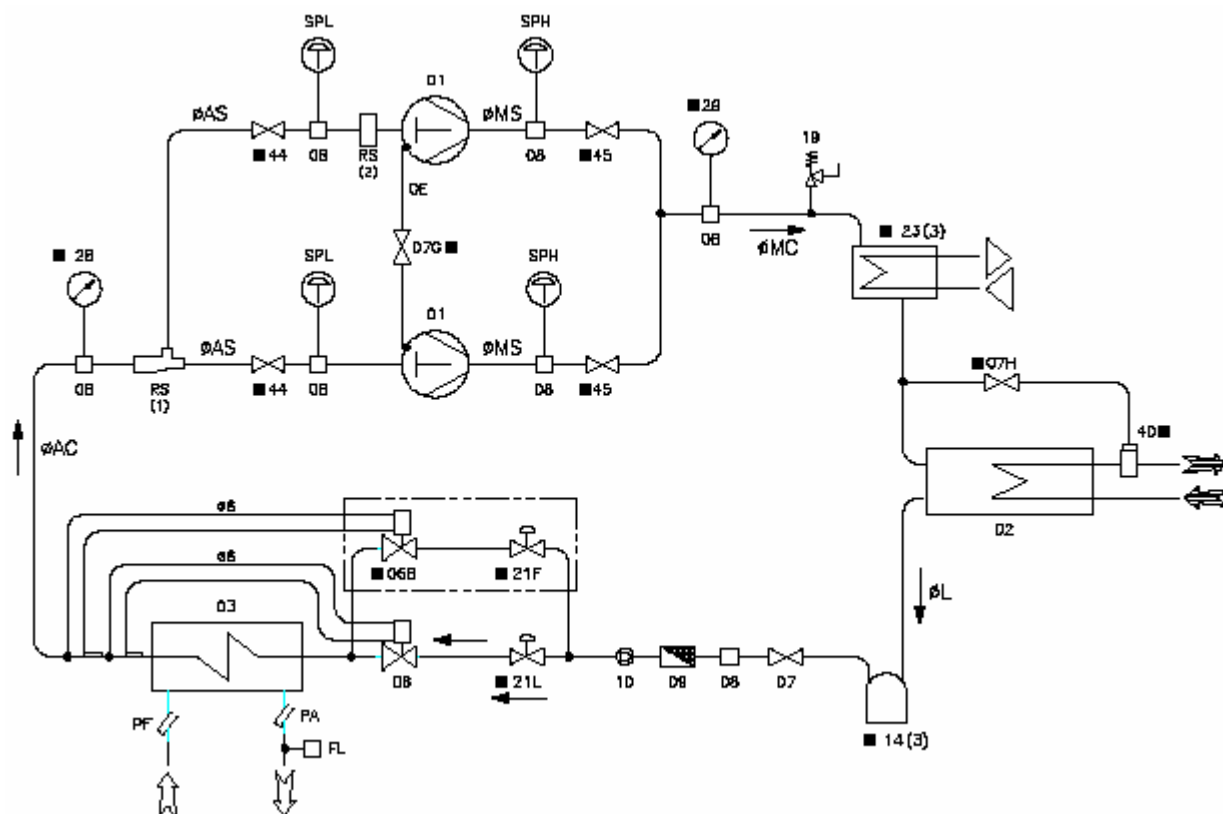 SPL
SPH
01
øAS
øMS
■28
■44
08
RS
(2)
08
■45
19
0E
08
øMC
■ 23(3)
■ 28
07G■
SPL
SPH
01
øAS
øMS
■07H
08
RS
(1)
■44
08
08
■45
40■
øAC
02
ø6
ø6
■06B
■21F
øL
03
06
■21L
10
09
08
07
■ 14(3)
PF
PA
FL